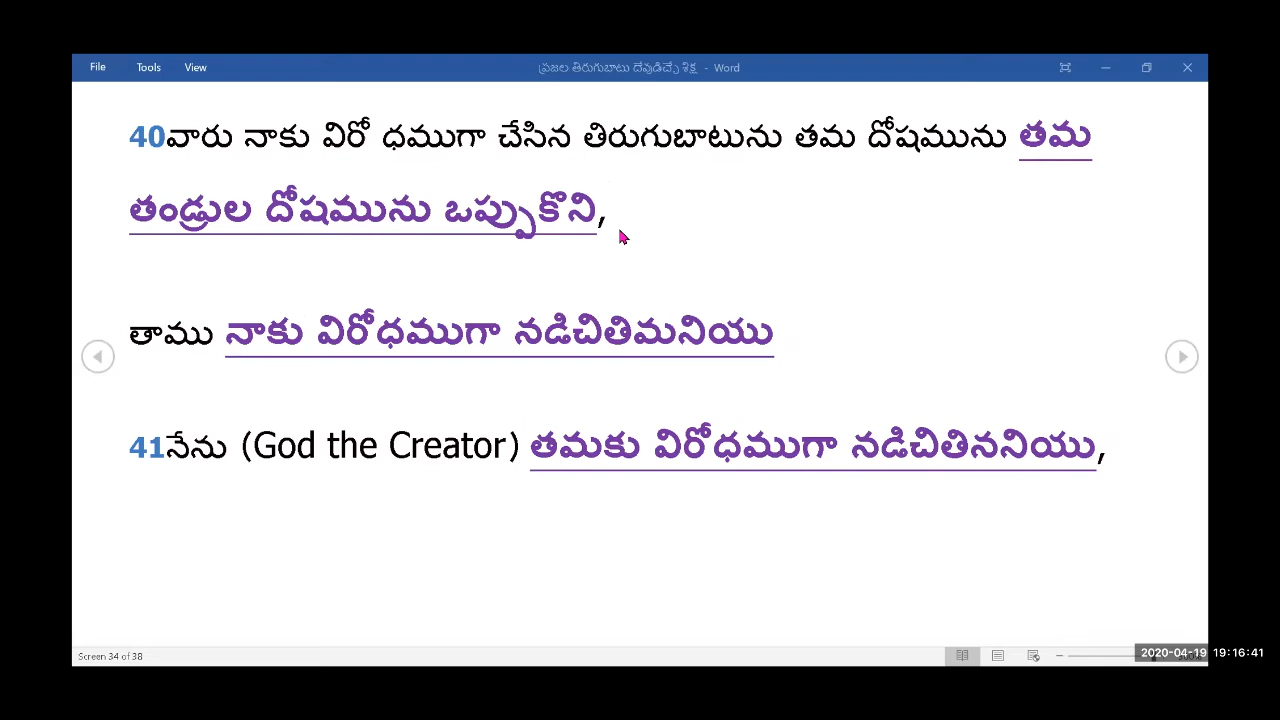 File Tools View ప్రజల తిరుగుబాటు దేవుడిచ్చే శిక్ష - Word
40వారు నాకు విరో ధముగా చేసిన తిరుగుబాటును తమ దోషమును తమ
తండ్రుల దోషమును ఒప్పుకొని,
తాము నాకు విరోధముగా నడిచితిమనియు
41నేను (God the Creator) తమకు విరోధముగా నడిచితిననియు,
Screen 34 of 38
2020-04-19 19:16:41